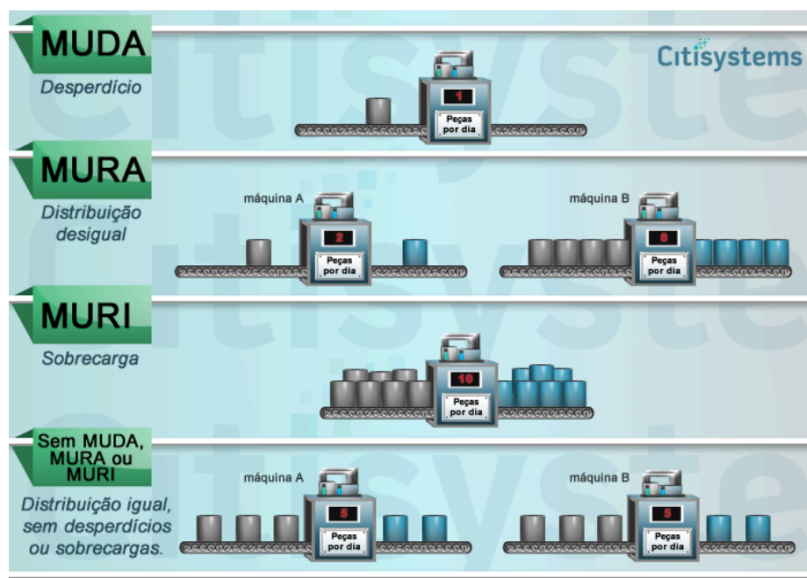 MUDA
Desperdício
Citisystems
1
Peças
por dia
MURA
Distribuição
desigual
máquina A
2
Peças
por dia
máquina B
8
Peças
por dia
MURI
Sobrecarga
10
Peças
por dia
Sem MUDA,
MURA ou
MURI
Distribuição igual,
sem desperdícios
ou sobrecargas.
máquina A
5
Peças
por dia
máquina B
5
Peças
por dia